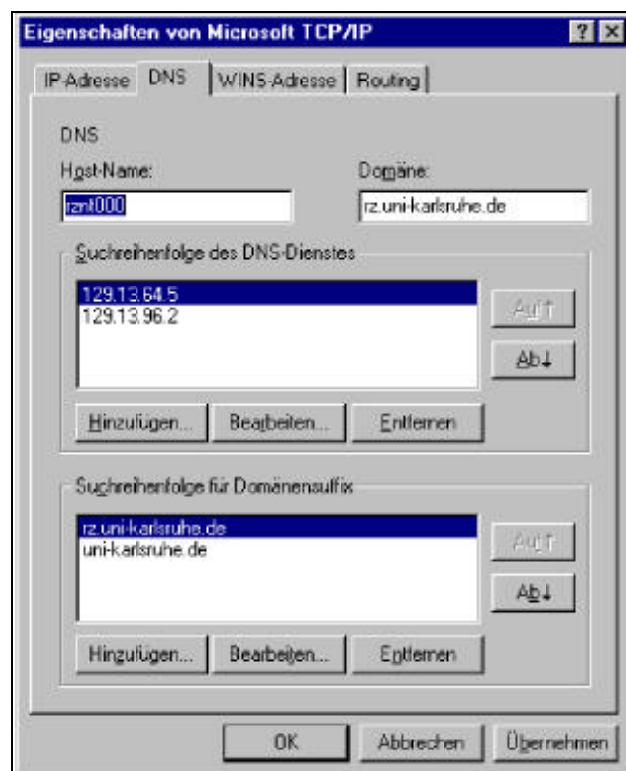 Eigenschaften von Microsoft TCP/IP
IP-Adresse DNS WINS-Adresse Routing
DNS
Host-Name: Domäne:
rznt000 rz.uni-karlsruhe.de
Suchreihenfolge des DNS-Dienstes
129.13.64.5
129.13.96.2
Auf↑
Ab↓
Hinzufügen... Bearbeiten... Entfernen
Suchreihenfolge für Domänensuffix
rz.uni-karlsruhe.de
uni-karlsruhe.de
Auf↑
Ab↓
Hinzufügen... Bearbeiten... Entfernen
OK Abbrechen Übernehmen